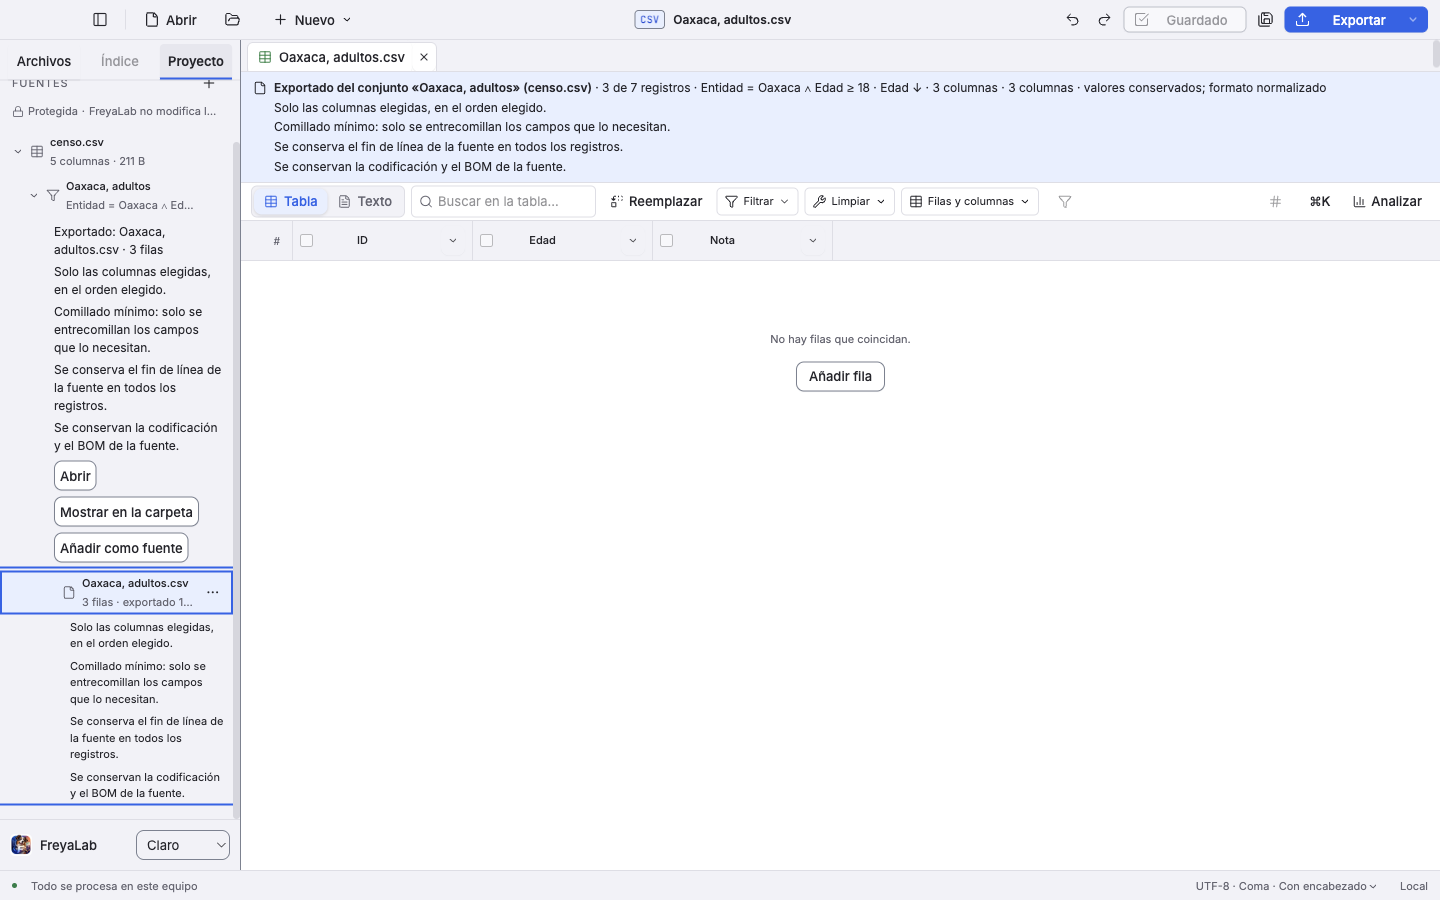 Abrir
Nuevo
CSV Oaxaca, adultos.csv
Guardado
Exportar
Archivos Índice Proyecto
FUENTES
Protegida · FreyaLab no modifica l...
censo.csv
5 columnas · 211 B
Oaxaca, adultos
Entidad = Oaxaca ∧ Ed...
Exportado: Oaxaca,
adultos.csv · 3 filas
Solo las columnas elegidas,
en el orden elegido.
Comillado mínimo: solo se
entrecomillan los campos
que lo necesitan.
Se conserva el fin de línea de
la fuente en todos los
registros.
Se conservan la codificación
y el BOM de la fuente.
Abrir
Mostrar en la carpeta
Añadir como fuente
Oaxaca, adultos.csv
3 filas · exportado 1...
Solo las columnas elegidas,
en el orden elegido.
Comillado mínimo: solo se
entrecomillan los campos
que lo necesitan.
Se conserva el fin de línea de
la fuente en todos los
registros.
Se conservan la codificación
y el BOM de la fuente.
FreyaLab
Claro
Oaxaca, adultos.csv
Exportado del conjunto «Oaxaca, adultos» (censo.csv) · 3 de 7 registros · Entidad = Oaxaca ∧ Edad ≥ 18 · Edad ↓ · 3 columnas · 3 columnas · valores conservados; formato normalizado
Solo las columnas elegidas, en el orden elegido.
Comillado mínimo: solo se entrecomillan los campos que lo necesitan.
Se conserva el fin de línea de la fuente en todos los registros.
Se conservan la codificación y el BOM de la fuente.
Tabla Texto Buscar en la tabla... Reemplazar Filtrar Limpiar Filas y columnas # ⌘K Analizar
# ID Edad Nota
No hay filas que coincidan.
Añadir fila
Todo se procesa en este equipo
UTF-8 · Coma · Con encabezado Local